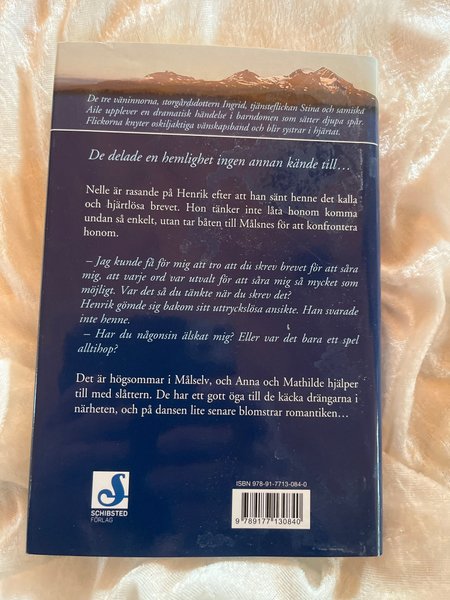 De tre väninnorna, storgårdsdottern Ingrid, tjänsteflickan Stina och samiska
Aile upplever en dramatisk händelse i barndomen som sätter djupa spår.
Flickorna knyter oskiljaktiga vänskapsband och blir systrar i hjärtat.
De delade en hemlighet ingen annan kände till…
Nelle är rasande på Henrik efter att han sänt henne det kalla
och hjärtlösa brevet. Hon tänker inte låta honom komma
undan så enkelt, utan tar båten till Målsnes för att konfrontera
honom.
– Jag kunde få för mig att tro att du skrev brevet för att såra
mig, att varje ord var utvalt för att såra mig så mycket som
möjligt. Var det så du tänkte när du skrev det?
Henrik gömde sig bakom sitt uttryckslösa ansikte. Han svarade
inte henne.
– Har du någonsin älskat mig? Eller var det bara ett spel
alltihop?
Det är högsommar i Målselv, och Anna och Mathilde hjälper
till med slåttern. De har ett gott öga till de käcka drängarna i
närheten, och på dansen lite senare blomstrar romantiken…
ISBN 978-91-7713-084-0
9 789177 130840
S
SCHIBSTED
FÖRLAG